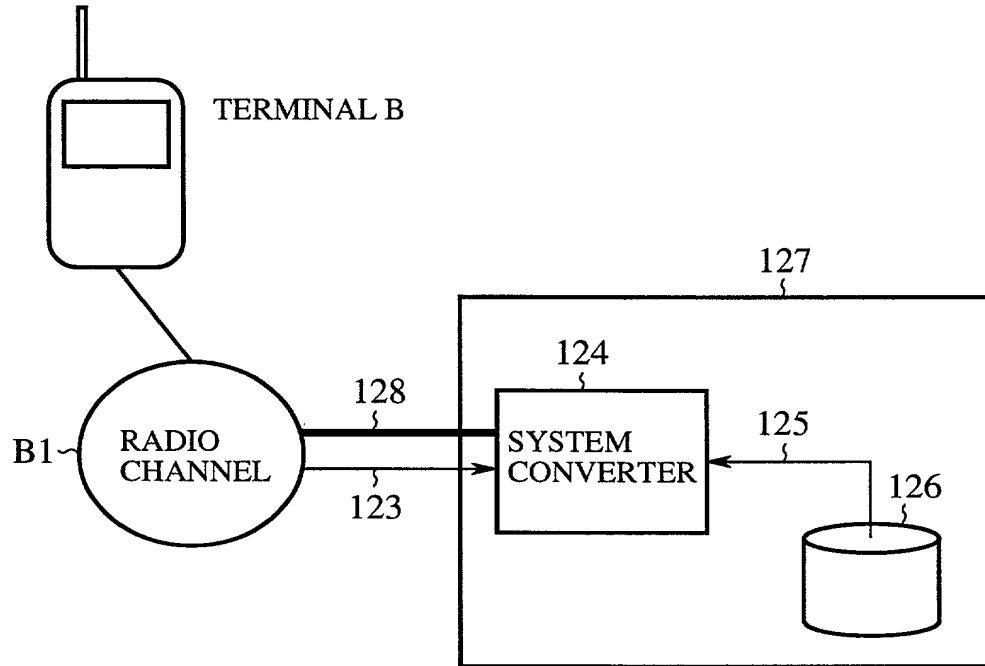 TERMINAL B
127
124
128
125
B1
RADIO
CHANNEL
SYSTEM
CONVERTER
126
123